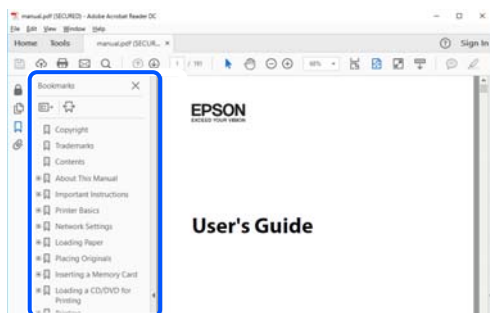 manual.pdf (SECURED) - Adobe Acrobat Reader DC
File Edit View Window Help
Home Tools manual.pdf (SECUR... × Sign In
1 / 191
Bookmarks ×
Copyright
Trademarks
Contents
About This Manual
Important Instructions
Printer Basics
Network Settings
Loading Paper
Placing Originals
Inserting a Memory Card
Loading a CD/DVD for
Printing
EPSON
EXCEED YOUR VISION
User's Guide